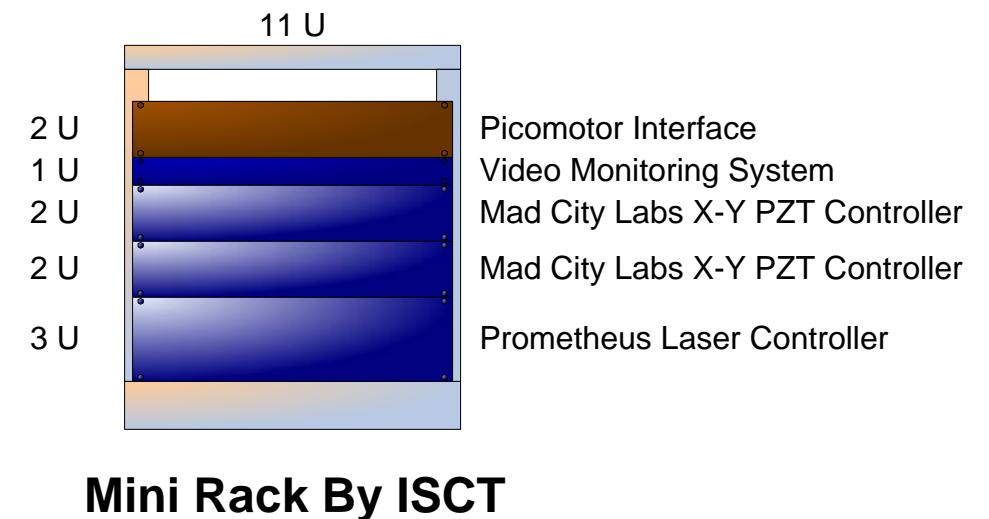 11 U
2 U Picomotor Interface
1 U Video Monitoring System
2 U Mad City Labs X-Y PZT Controller
2 U Mad City Labs X-Y PZT Controller
3 U Prometheus Laser Controller
Mini Rack By ISCT